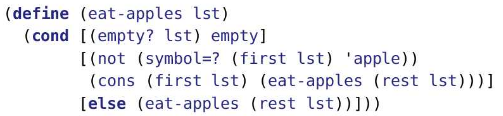 (define (eat-apples lst)
  (cond [(empty? lst) empty]
        [(not (symbol=? (first lst) 'apple))
         (cons (first lst) (eat-apples (rest lst)))]
        [else (eat-apples (rest lst))]))